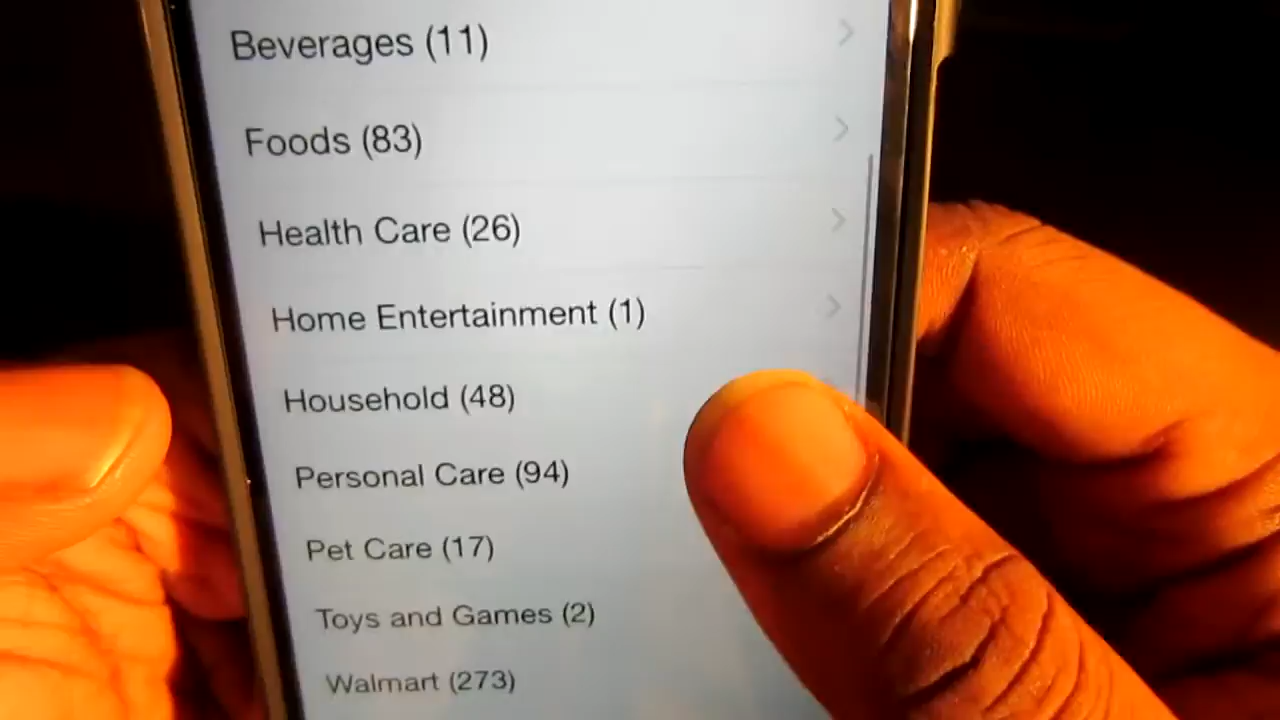 Beverages (11)
Foods (83)
Health Care (26)
Home Entertainment (1)
Household (48)
Personal Care (94)
Pet Care (17)
Toys and Games (2)
Walmart (273)